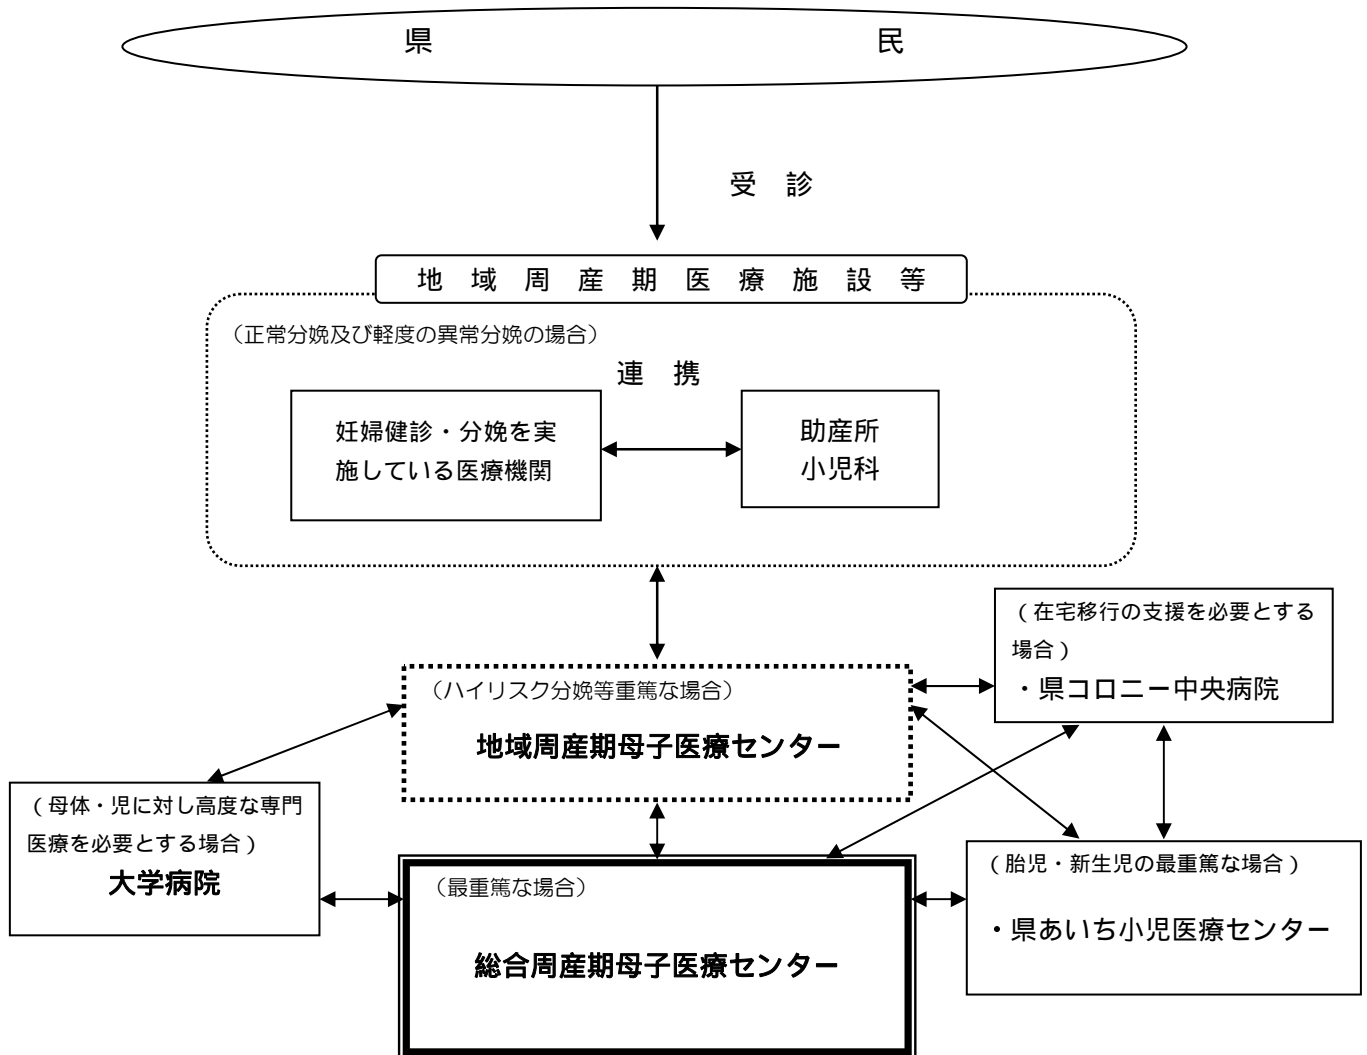 県 民
受 診
地 域 周 産 期 医 療 施 設 等
（正常分娩及び軽度の異常分娩の場合）
連 携
妊婦健診・分娩を実
施している医療機関
助産所
小児科
（在宅移行の支援を必要とする
場合）
・県コロニー中央病院
（ハイリスク分娩等重篤な場合）
地域周産期母子医療センター
（母体・児に対し高度な専門
医療を必要とする場合）
大学病院
（胎児・新生児の最重篤な場合）
・県あいち小児医療センター
（最重篤な場合）
総合周産期母子医療センター